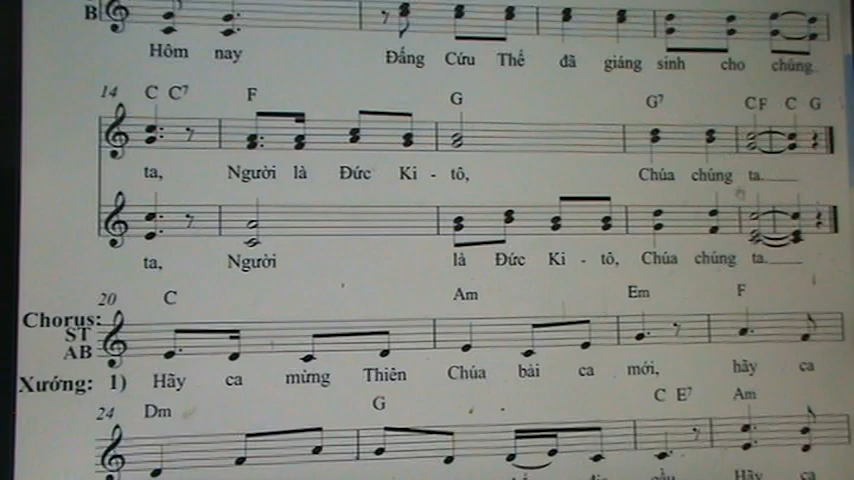 B
Hôm nay Đấng Cứu Thế đã giáng sinh cho chúng
14 C C7 F G G7 C F C G
ta, Người là Đức Ki - tô, Chúa chúng ta.
ta, Người là Đức Ki - tô, Chúa chúng ta.
20 C Am Em F
Chorus:
ST
AB
Xướng: 1) Hãy ca mừng Thiên Chúa bài ca mới, hãy ca
24 Dm G C E7 Am
Hãy ca